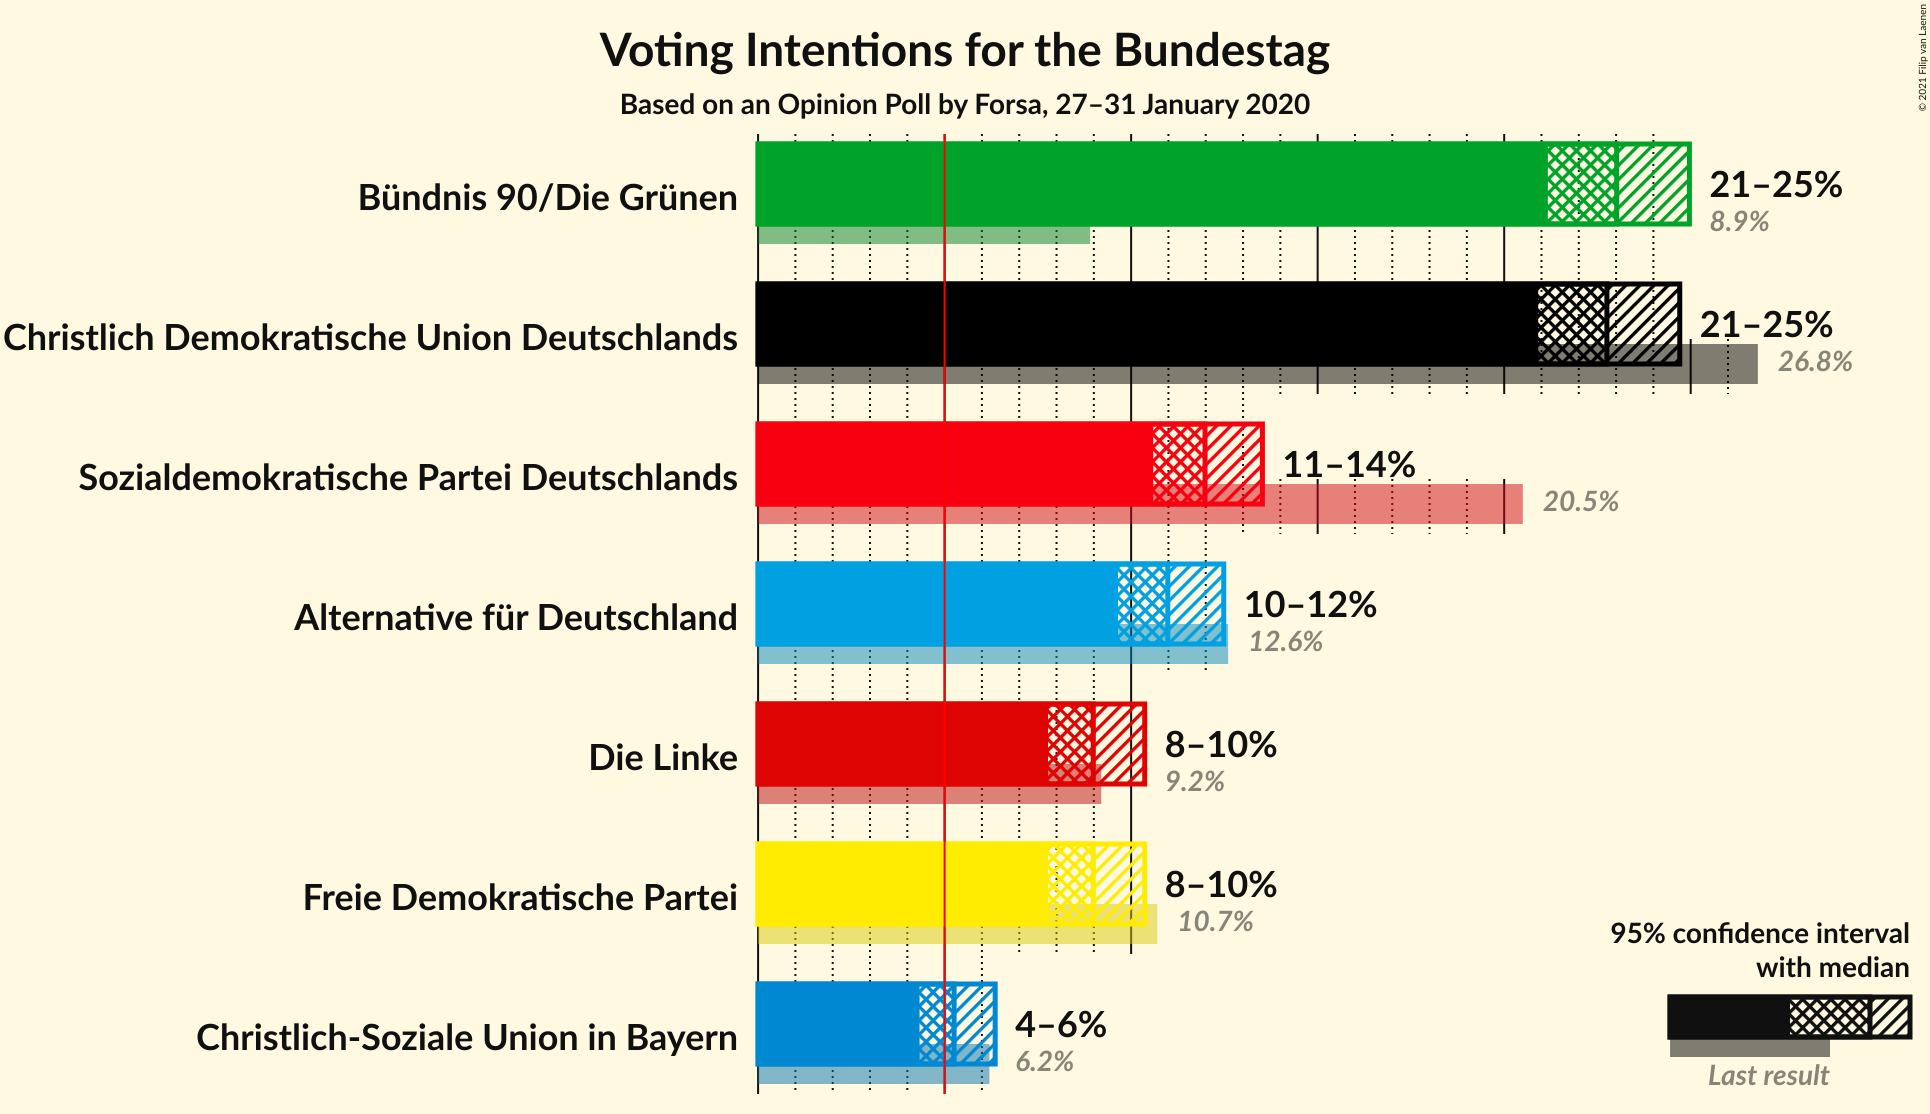 Voting Intentions for the Bundestag
Based on an Opinion Poll by Forsa, 27–31 January 2020
© 2021 Filip van Laenen
Bündnis 90/Die Grünen
21–25%
8.9%
Christlich Demokratische Union Deutschlands
21–25%
26.8%
Sozialdemokratische Partei Deutschlands
11–14%
20.5%
Alternative für Deutschland
10–12%
12.6%
Die Linke
8–10%
9.2%
Freie Demokratische Partei
8–10%
10.7%
Christlich-Soziale Union in Bayern
4–6%
6.2%
95% confidence interval
with median
Last result